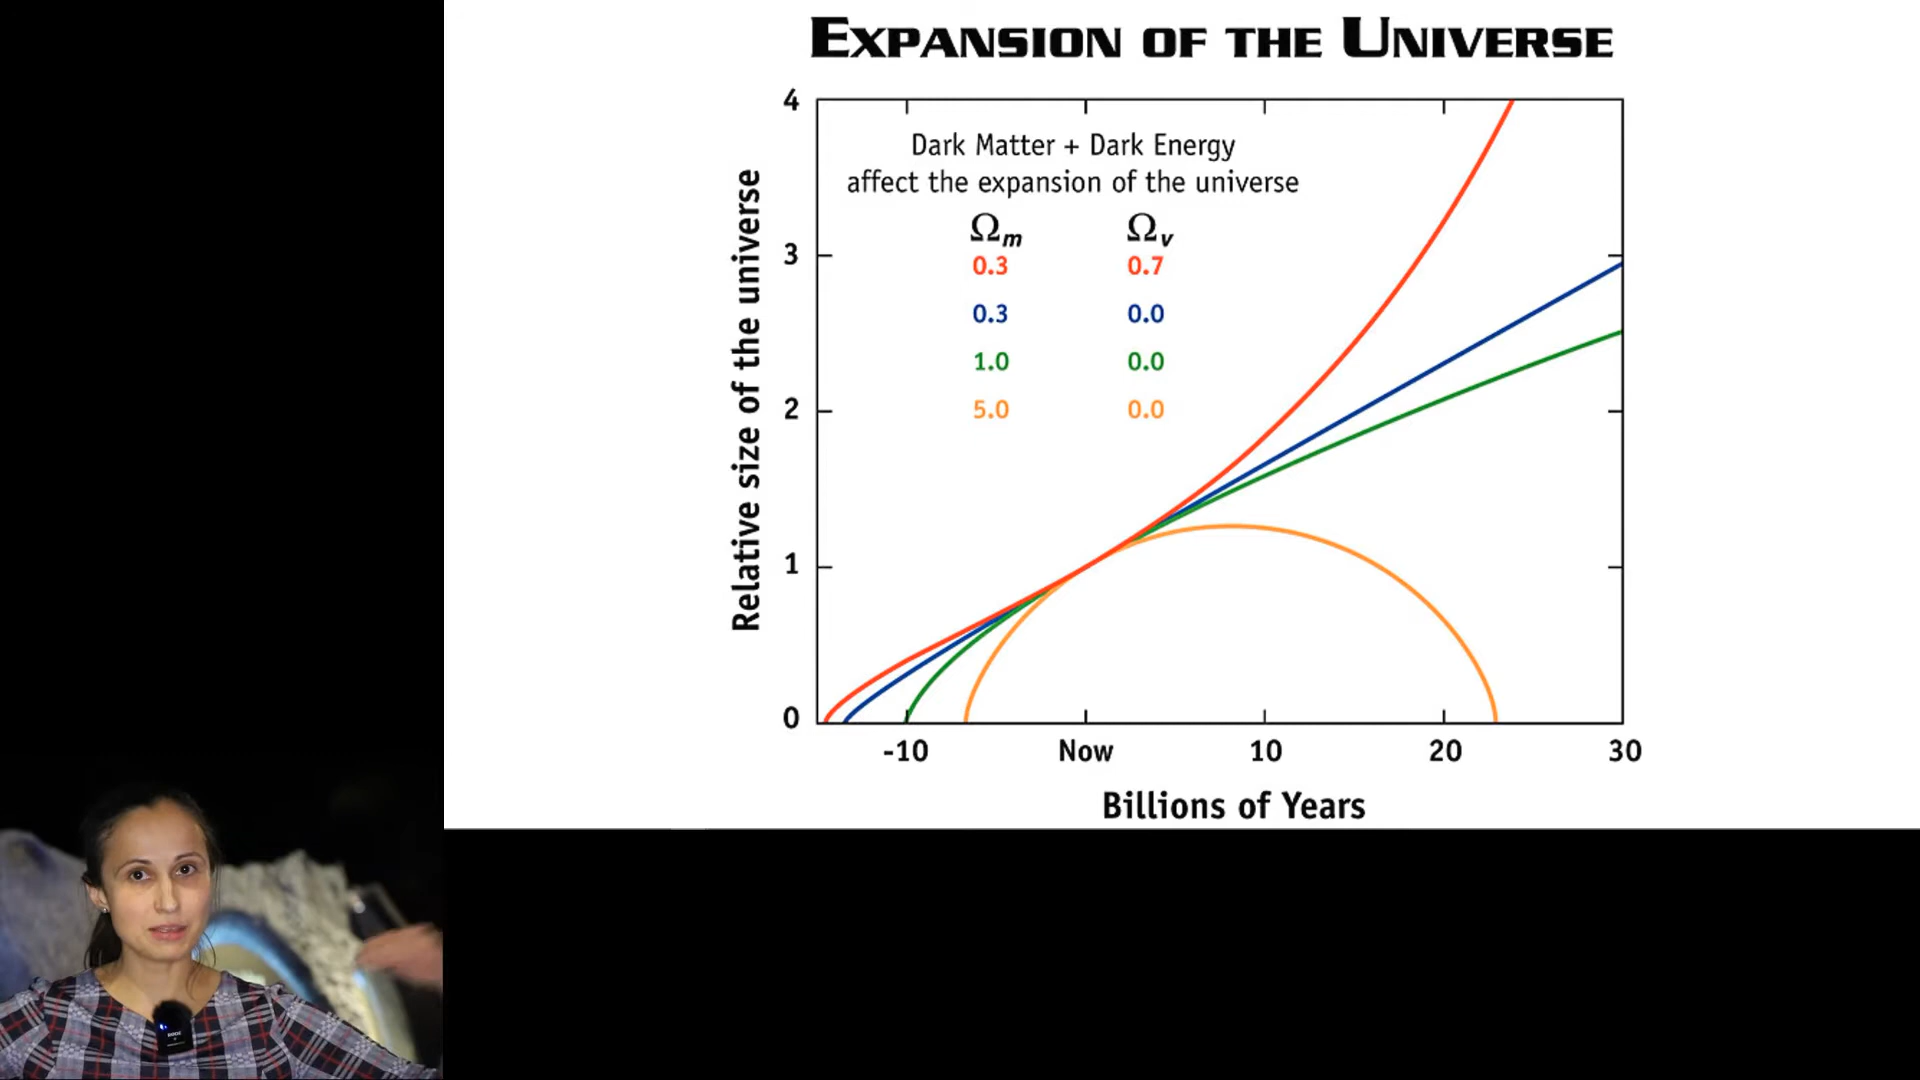 EXPANSION OF THE UNIVERSE
Dark Matter + Dark Energy
affect the expansion of the universe
Ωm Ωv
0.3 0.7
0.3 0.0
1.0 0.0
5.0 0.0
Relative size of the universe
4
3
2
1
0
-10 Now 10 20 30
Billions of Years